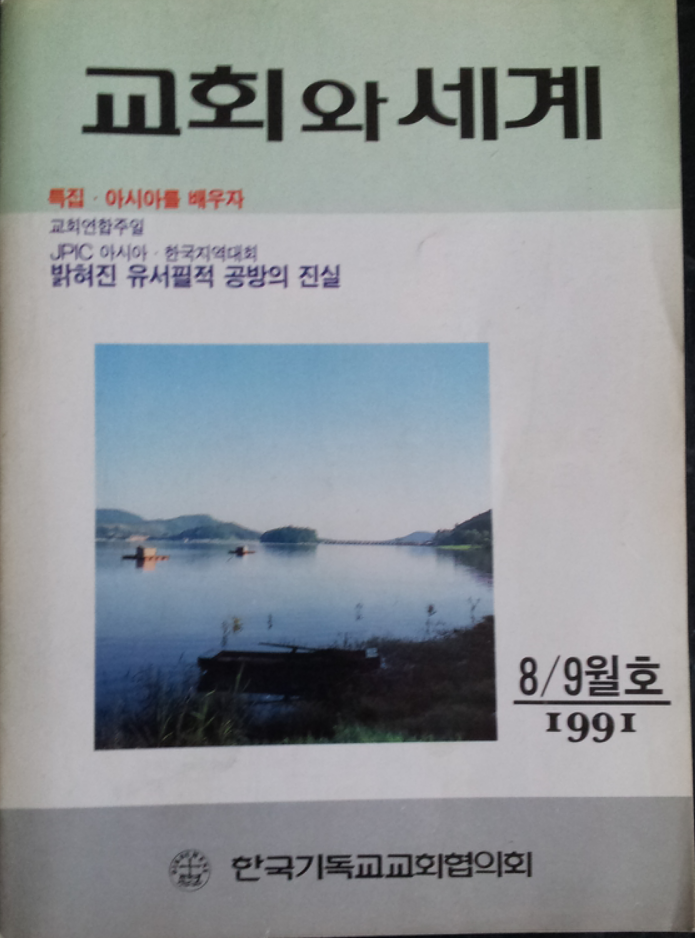 교회와 세계
특집 · 아시아를 배우자
교회연합주일
JPIC 아시아 · 한국지역대회
밝혀진 유서필적 공방의 진실
8/9월호
1991
한국기독교교회협의회